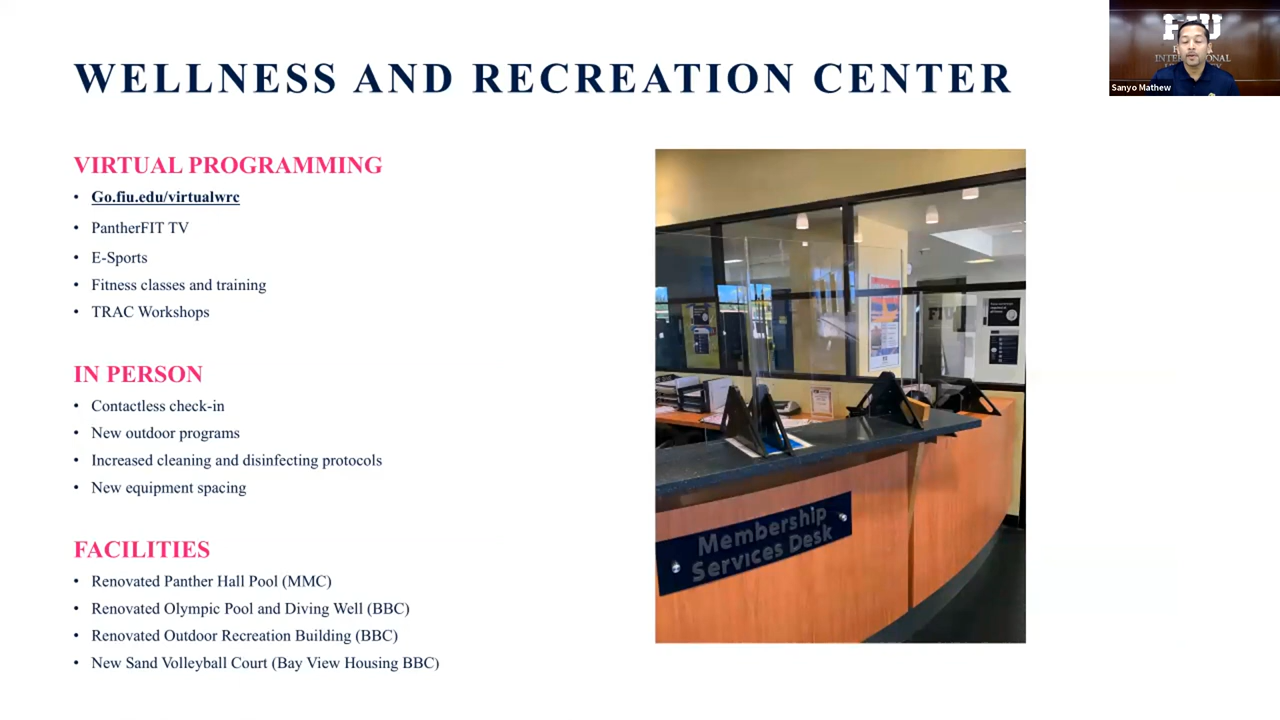 WELLNESS AND RECREATION CENTER
FIU
INTERNATIONAL
Sanyo Mathew
VIRTUAL PROGRAMMING
• Go.fiu.edu/virtualwrc
• PantherFIT TV
• E-Sports
• Fitness classes and training
• TRAC Workshops
IN PERSON
• Contactless check-in
• New outdoor programs
• Increased cleaning and disinfecting protocols
• New equipment spacing
FACILITIES
• Renovated Panther Hall Pool (MMC)
• Renovated Olympic Pool and Diving Well (BBC)
• Renovated Outdoor Recreation Building (BBC)
• New Sand Volleyball Court (Bay View Housing BBC)
FIU
Membership
Services Desk